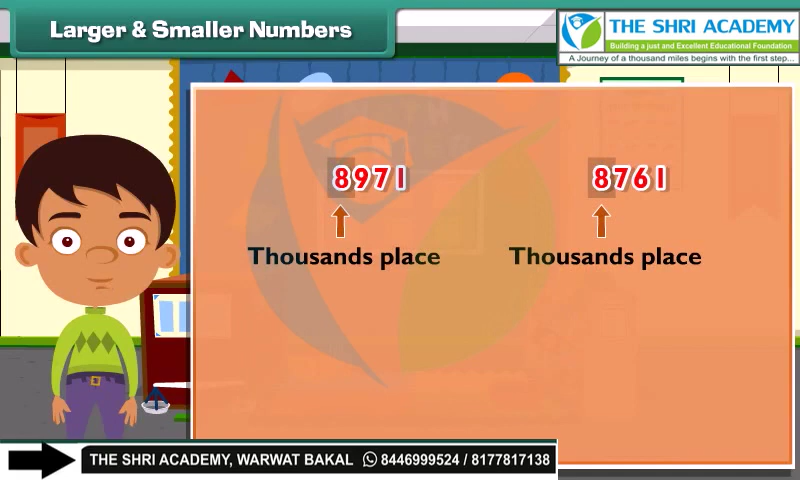 Larger & Smaller Numbers
THE SHRI ACADEMY
Building a just and Excellent Educational Foundation
A Journey of a thousand miles begins with the first step...
8971 8761
Thousands place Thousands place
THE SHRI ACADEMY, WARWAT BAKAL 8446999524 / 8177817138